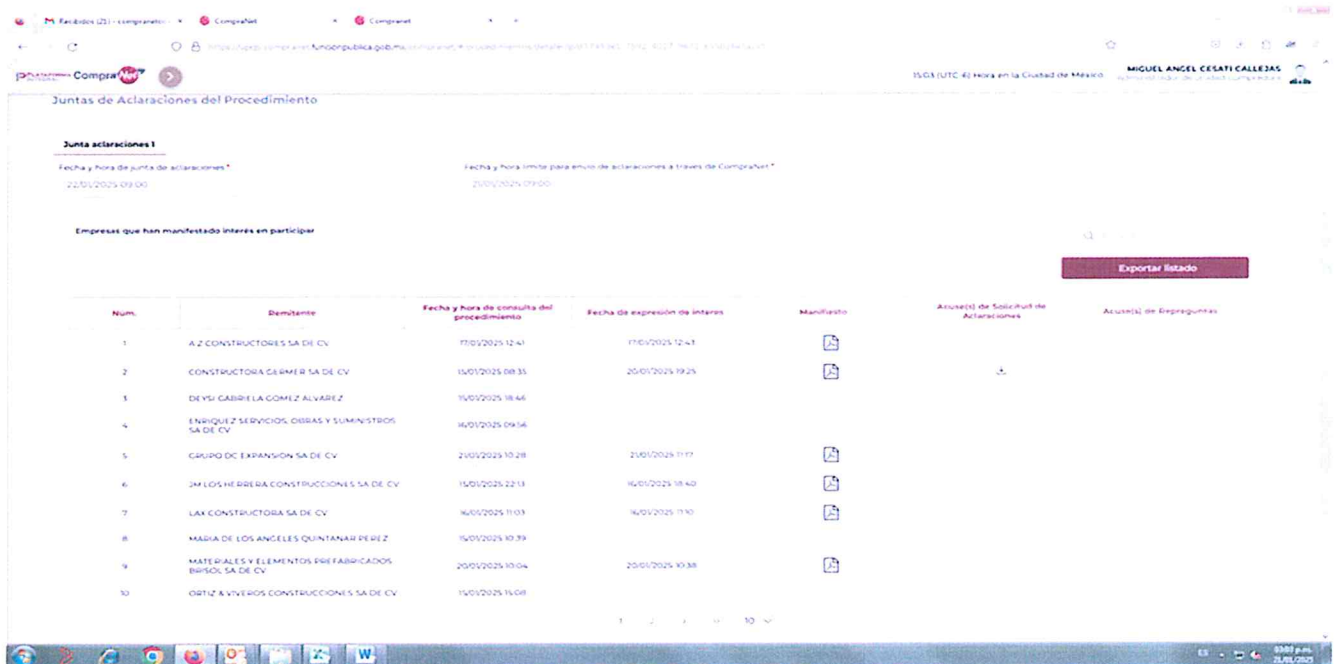 Recibidos (21) - compranetos
CompraNet
Compranet
PLATAFORMA INTEGRAL CompraNet
15:03 (UTC-6) Hora en la Ciudad de México
MIGUEL ANGEL CESATI CALLEJAS
Juntas de Aclaraciones del Procedimiento
Junta aclaraciones 1
Fecha y hora de junta de aclaraciones *
Fecha y hora límite para envío de aclaraciones a través de CompraNet *
22/01/2025 09:00
21/01/2025 09:00
Empresas que han manifestado interés en participar
Exportar listado
Núm. Remitente Fecha y hora de consulta del procedimiento Fecha de expresión de interés Manifiesto Acuse(s) de Solicitud de Aclaraciones Acuse(s) de Repreguntas
1 A Z CONSTRUCTORES SA DE CV 17/01/2025 12:41 17/01/2025 12:43
2 CONSTRUCTORA GERMER SA DE CV 15/01/2025 08:35 20/01/2025 19:25
3 DEYSI GABRIELA GOMEZ ALVAREZ 15/01/2025 18:46
4 ENRIQUEZ SERVICIOS, OBRAS Y SUMINISTROS SA DE CV 16/01/2025 09:56
5 GRUPO DC EXPANSION SA DE CV 21/01/2025 10:28 21/01/2025 11:17
6 JM LOS HERRERA CONSTRUCCIONES SA DE CV 15/01/2025 22:13 16/01/2025 18:40
7 LAX CONSTRUCTORA SA DE CV 16/01/2025 11:03 16/01/2025 11:10
8 MARIA DE LOS ANGELES QUINTANAR PEREZ 15/01/2025 10:39
9 MATERIALES Y ELEMENTOS PREFABRICADOS BRISOL SA DE CV 20/01/2025 10:04 20/01/2025 10:38
10 ORTIZ & VIVEROS CONSTRUCCIONES SA DE CV 15/01/2025 15:08
10
ES
03:03 p.m.
21/01/2025